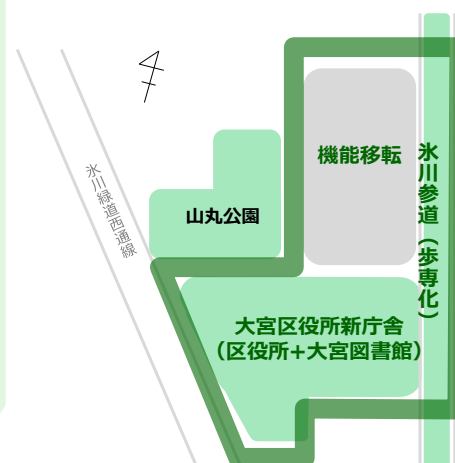 機能移転
氷川参道（歩専化）
氷川緑道西通線
山丸公園
大宮区役所新庁舎
（区役所+大宮図書館）